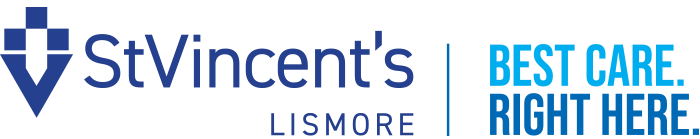 StVincent's
LISMORE
BEST CARE.
RIGHT HERE.